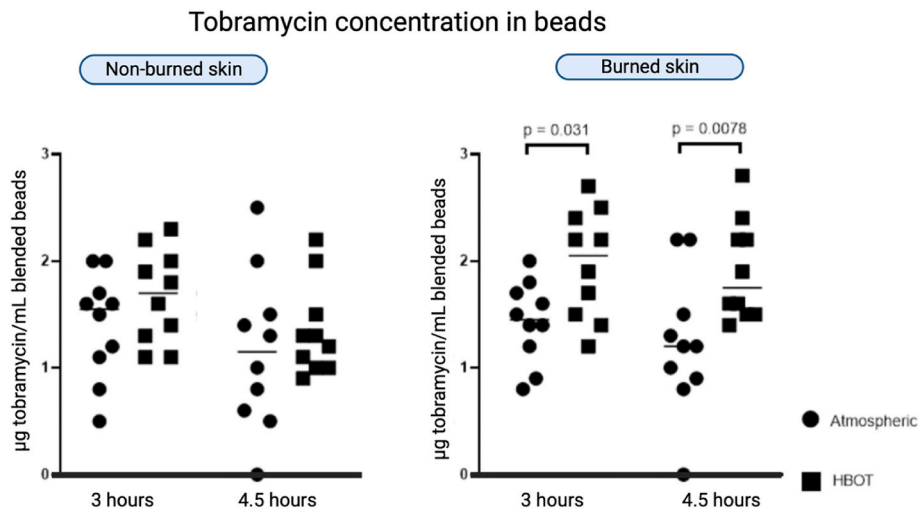 Tobramycin concentration in beads
Non-burned skin
Burned skin
p = 0.031
p = 0.0078
µg tobramycin/mL blended beads
3
2
1
0
3 hours
4.5 hours
µg tobramycin/mL blended beads
3
2
1
0
3 hours
4.5 hours
Atmospheric
HBOT